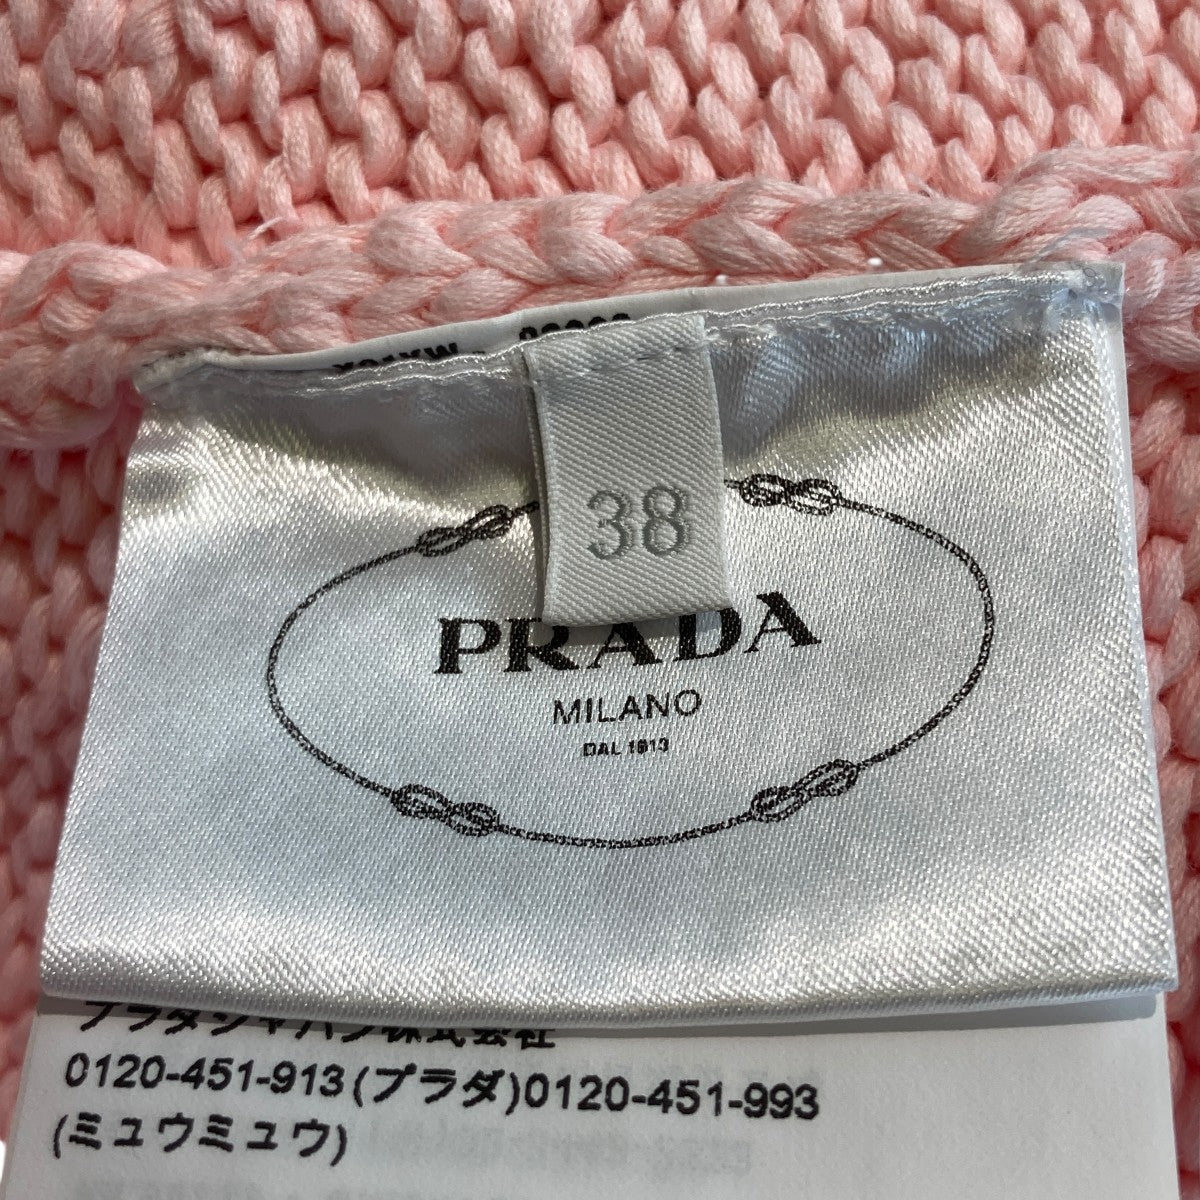 38
PRADA
MILANO
DAL 1913
プラダジャパン株式会社
0120-451-913(プラダ)0120-451-993
(ミュウミュウ)